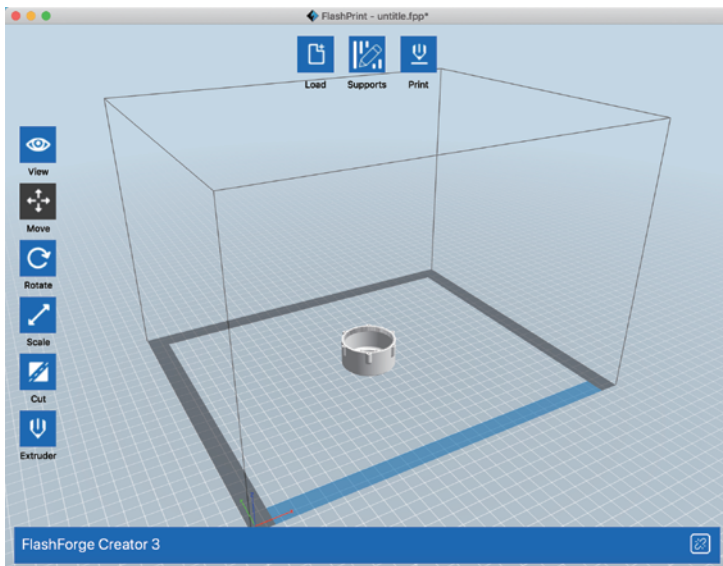 FlashPrint - untitle.fpp*
Load Supports Print
View
Move
Rotate
Scale
Cut
Extruder
FlashForge Creator 3